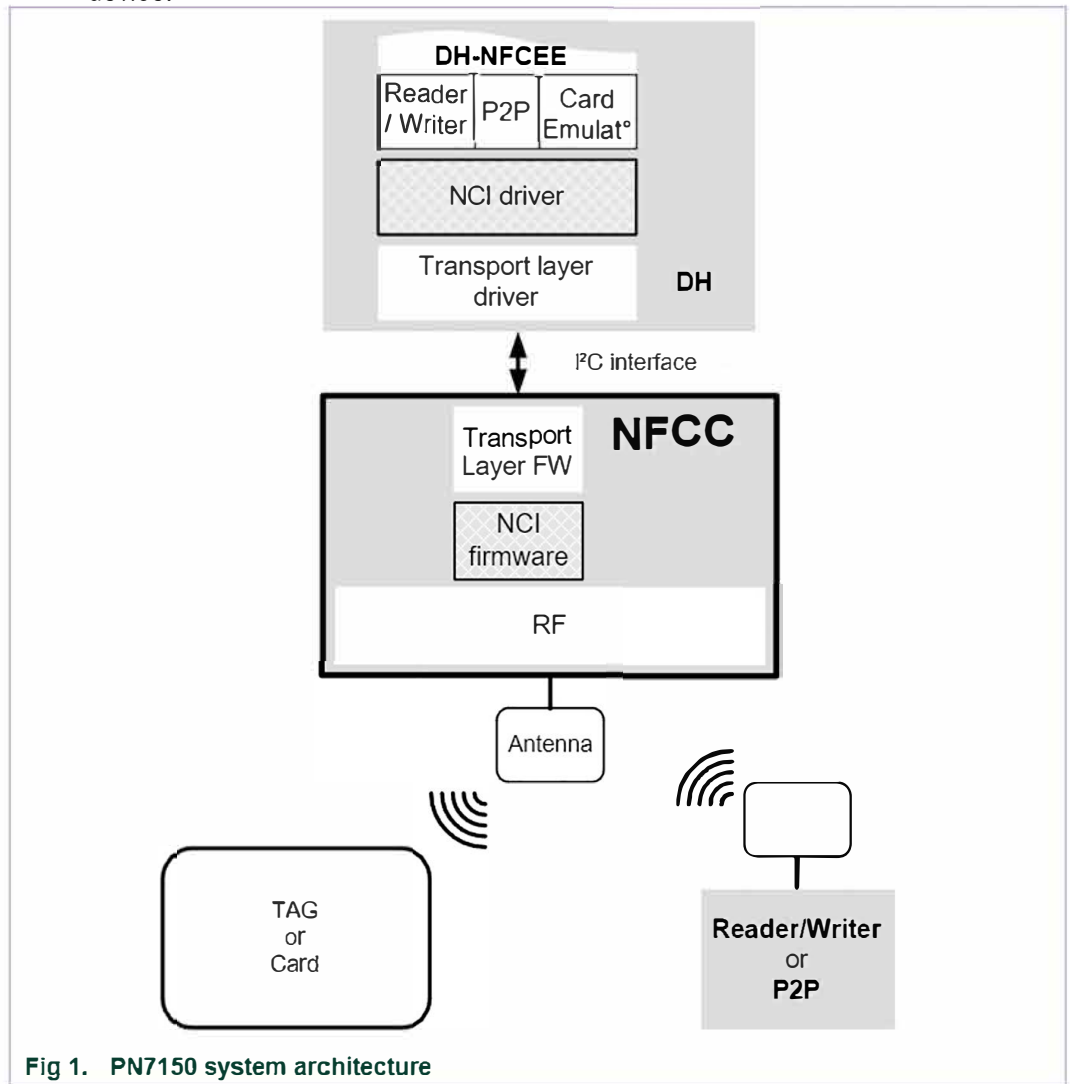 DH-NFCEE
Reader
/ Writer
P2P
Card
Emulat°
NCI driver
Transport layer
driver
DH
I²C interface
NFCC
Transport
Layer FW
NCI
firmware
RF
Antenna
TAG
or
Card
Reader/Writer
or
P2P
Fig 1. PN7150 system architecture